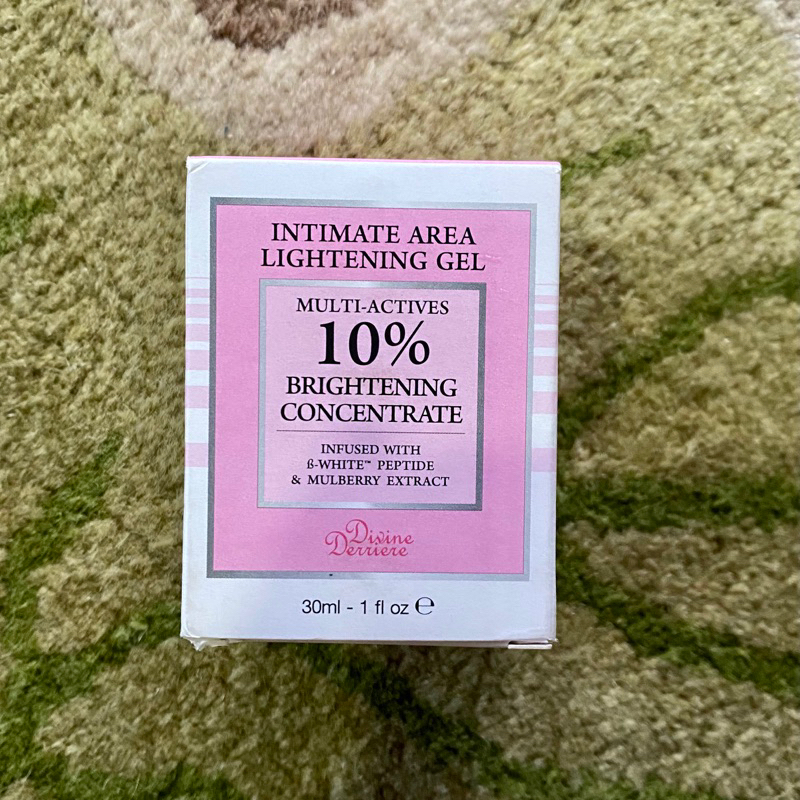 INTIMATE AREA
LIGHTENING GEL
MULTI-ACTIVES
10%
BRIGHTENING
CONCENTRATE
INFUSED WITH
ß-WHITE™ PEPTIDE
& MULBERRY EXTRACT
Divine
Derriere
30ml - 1 fl oz ℮